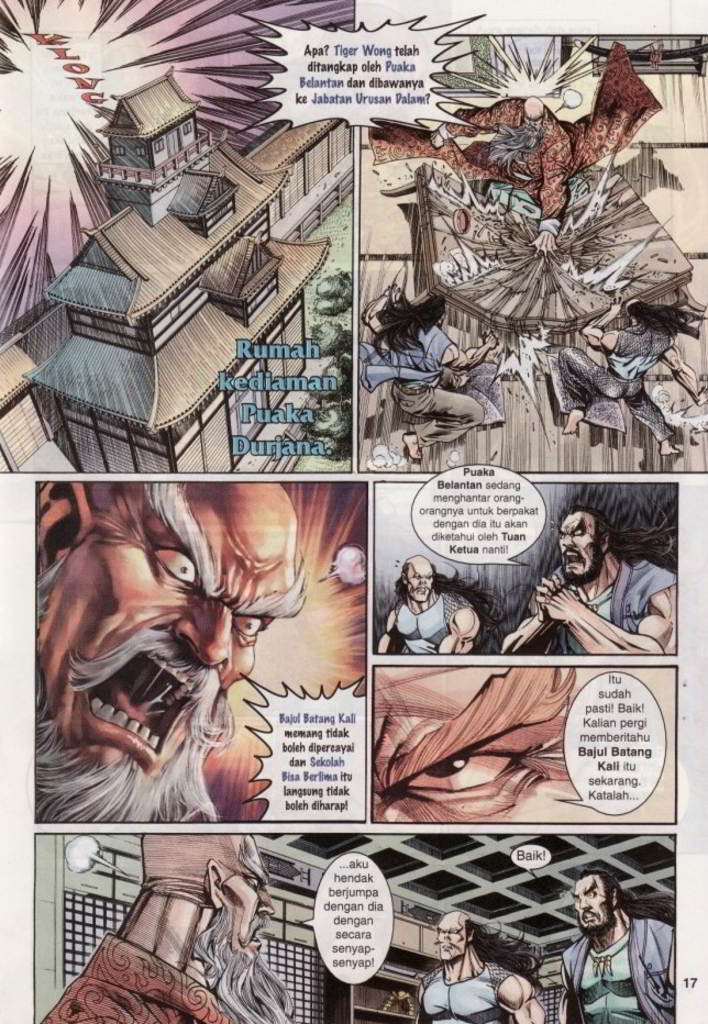 KLONG
Apa? Tiger Wong telah
ditangkap oleh Puaka
Belantan dan dibawanya
ke Jabatan Urusan Dalam?
Rumah
kediaman
Puaka
Durjana.
Puaka
Belantan sedang
menghantar orang-
orangnya untuk berpakat
dengan dia itu akan
diketahui oleh Tuan
Ketua nanti!
Bajul Batang Kali
memang tidak
boleh dipercayai
dan Sekolah
Bisa Berlima itu
langsung tidak
boleh diharap!
Itu
sudah
pasti! Baik!
Kalian pergi
memberitahu
Bajul Batang
Kali itu
sekarang.
Katalah...
...aku
hendak
berjumpa
dengan dia
dengan
secara
senyap-
senyap!
Baik!
17